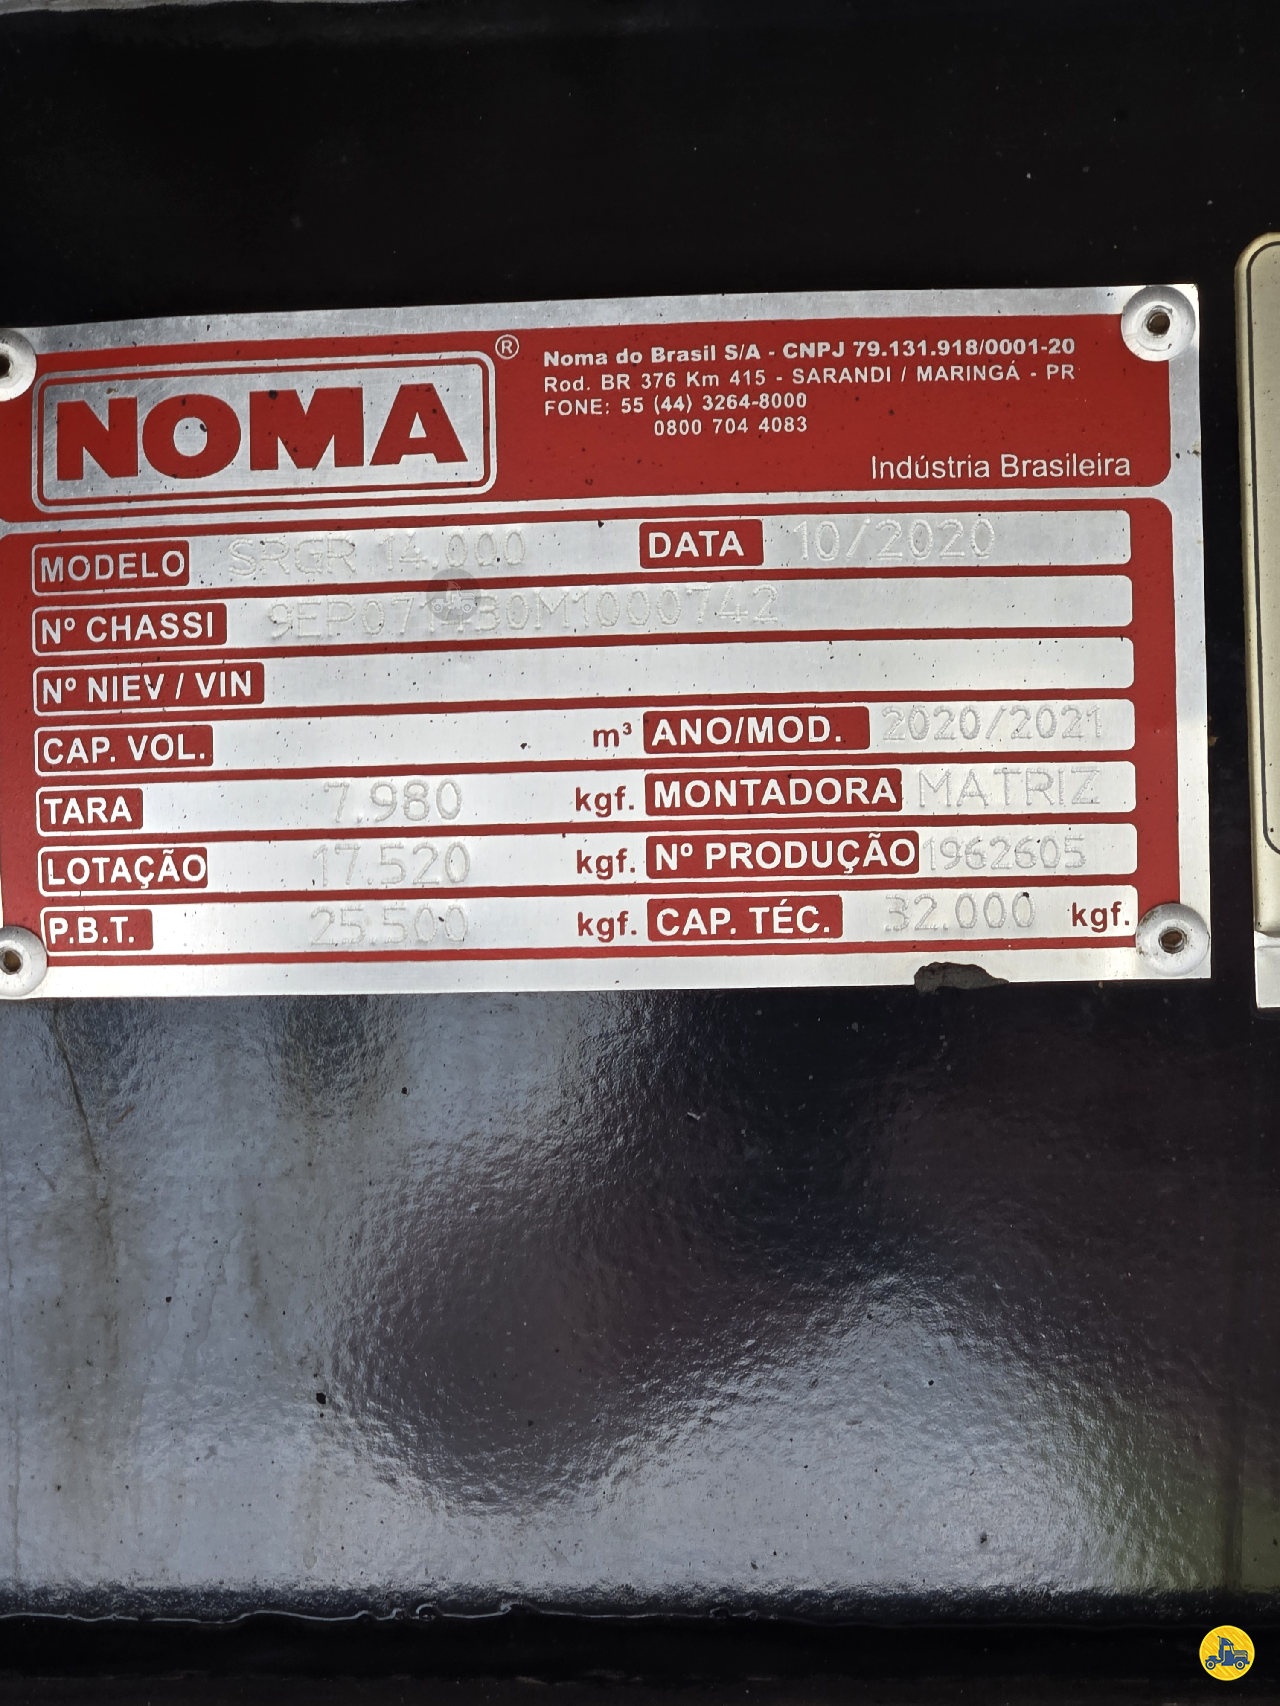 NOMA ®
Noma do Brasil S/A - CNPJ 79.131.918/0001-20
Rod. BR 376 Km 415 - SARANDI / MARINGÁ - PR
FONE: 55 (44) 3264-8000
0800 704 4083
Indústria Brasileira
MODELO SRGR 14.000 DATA 10/2020
Nº CHASSI
Nº NIEV / VIN
CAP. VOL. m³ ANO/MOD. 2020/2021
TARA 7.980 kgf. MONTADORA MATRIZ
LOTAÇÃO 17.520 kgf. Nº PRODUÇÃO 1962605
P.B.T. 25.500 kgf. CAP. TÉC. 32.000 kgf.